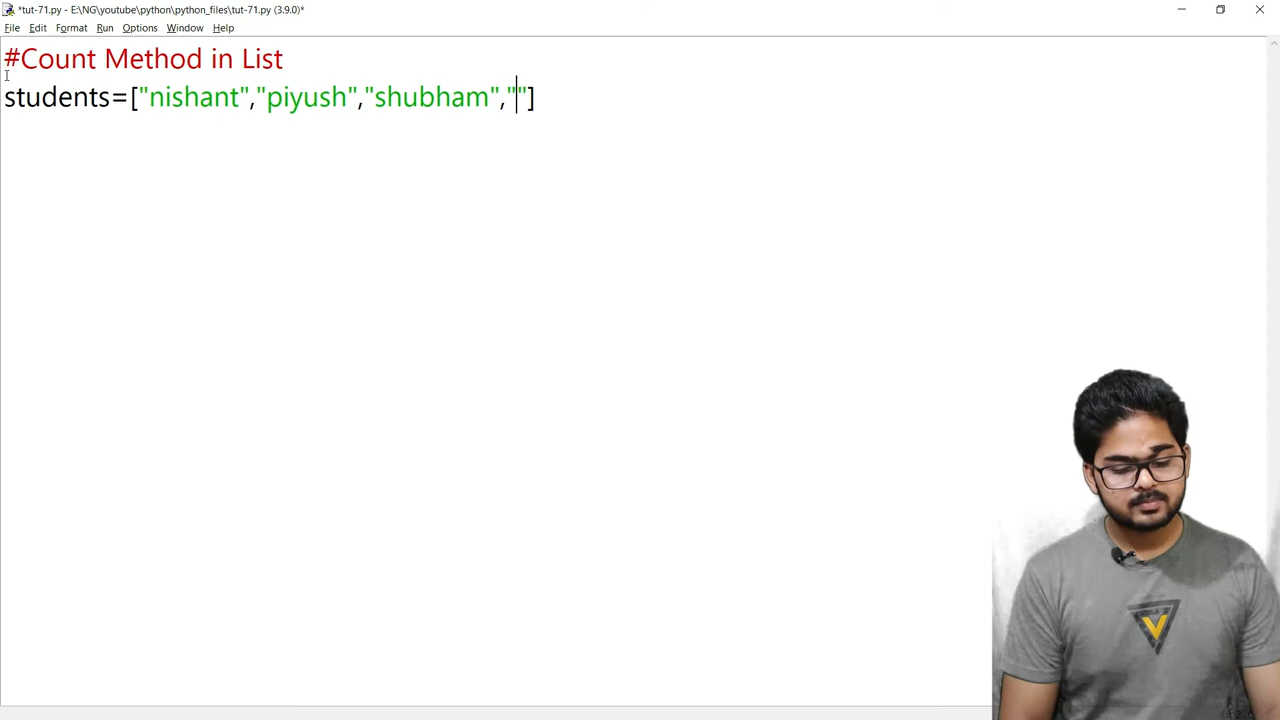 *tut-71.py - E:\NG\youtube\python\python_files\tut-71.py (3.9.0)*
File Edit Format Run Options Window Help
#Count Method in List
students=["nishant","piyush","shubham",""]
V